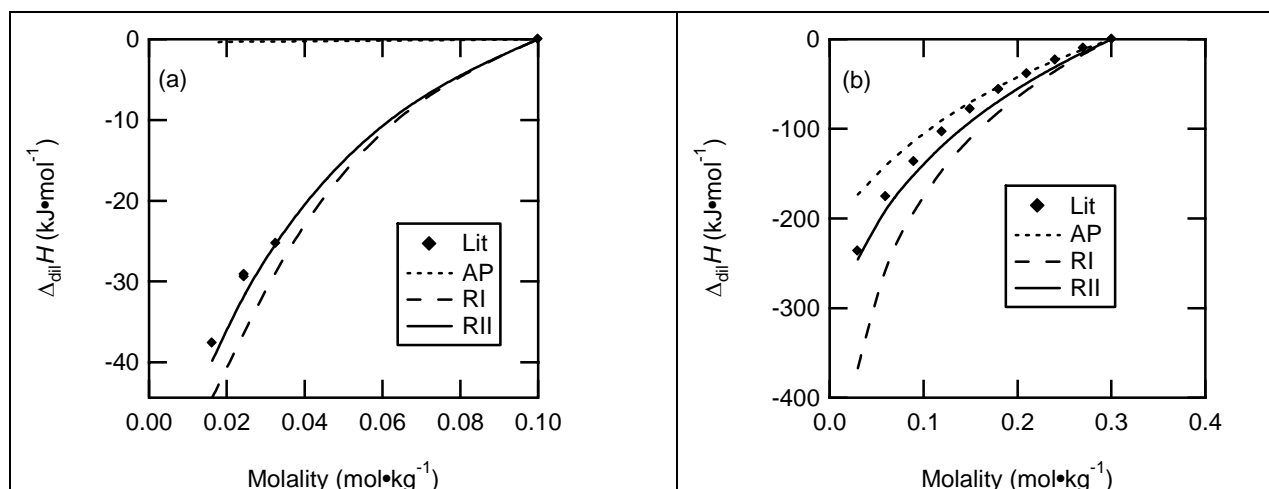 (a)
0
-10
-20
-30
-40
Δ_dil H (kJ•mol⁻¹)
0.00 0.02 0.04 0.06 0.08 0.10
Molality (mol•kg⁻¹)
Lit
AP
RI
RII
(b)
0
-100
-200
-300
-400
Δ_dil H (kJ•mol⁻¹)
0.0 0.1 0.2 0.3 0.4
Molality (mol•kg⁻¹)
Lit
AP
RI
RII